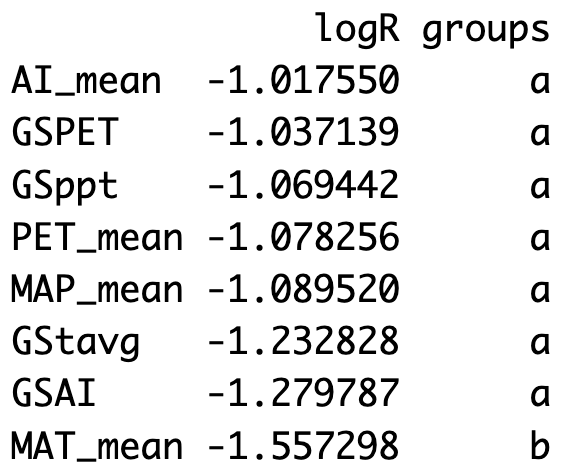 logR groups
AI_mean -1.017550 a
GSPET -1.037139 a
GSppt -1.069442 a
PET_mean -1.078256 a
MAP_mean -1.089520 a
GStavg -1.232828 a
GSAI -1.279787 a
MAT_mean -1.557298 b